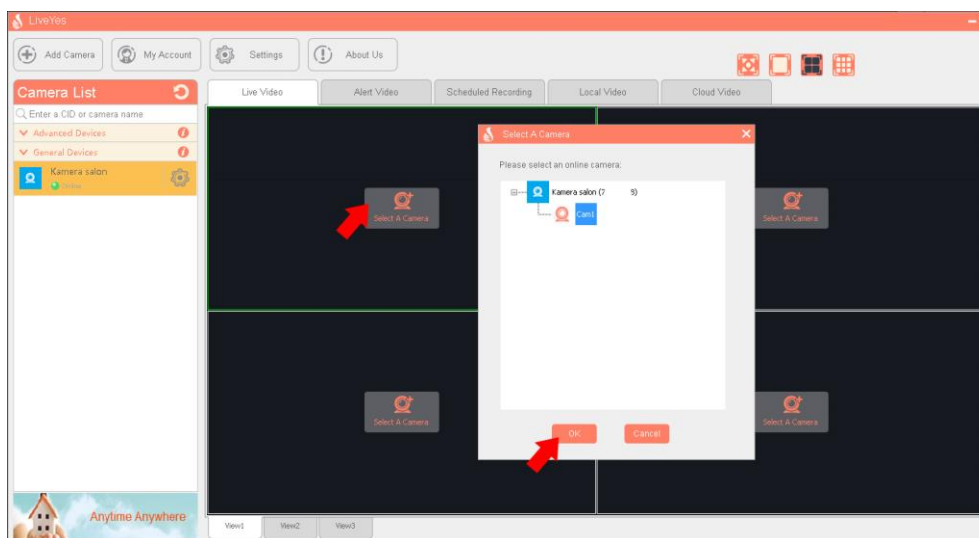 LiveYes
Add Camera
My Account
Settings
About Us
Camera List
Enter a CID or camera name
Advanced Devices
General Devices
Kamera salon
Online
Live Video
Alert Video
Scheduled Recording
Local Video
Cloud Video
Select A Camera
Select A Camera
Select A Camera
Select A Camera
Select A Camera
Please select an online camera:
Kamera salon (7 9)
Cam1
OK
Cancel
Anytime Anywhere
View1
View2
View3